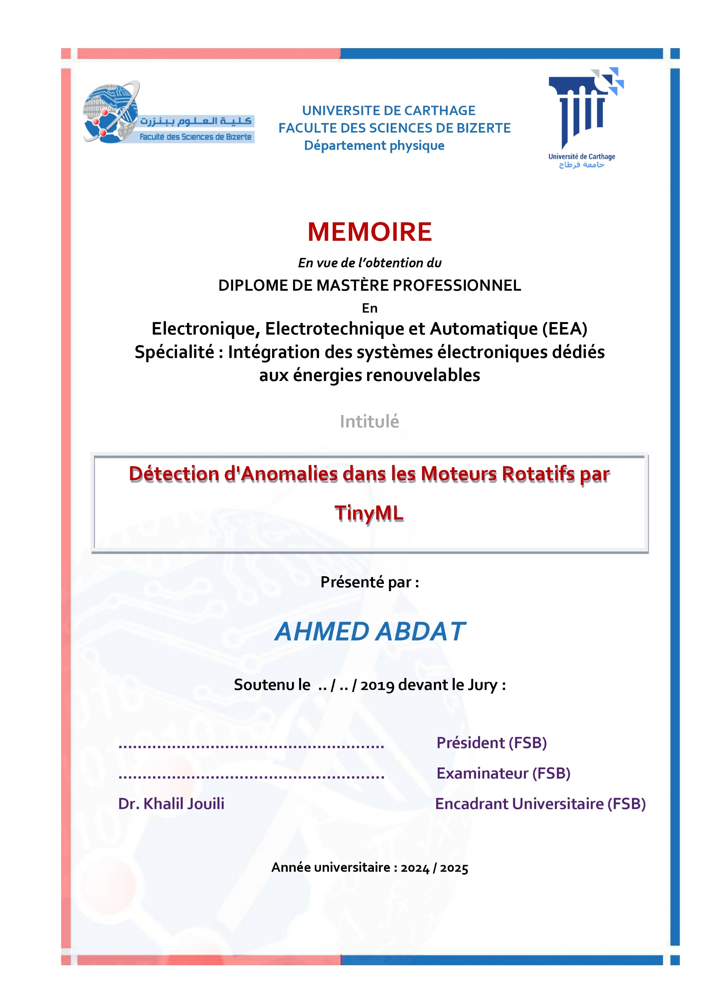 كلية العلوم ببنزرت
Faculté des Sciences de Bizerte
UNIVERSITE DE CARTHAGE
FACULTE DES SCIENCES DE BIZERTE
Département physique
Université de Carthage
جامعة قرطاج
MEMOIRE
En vue de l’obtention du
DIPLOME DE MASTÈRE PROFESSIONNEL
En
Electronique, Electrotechnique et Automatique (EEA)
Spécialité : Intégration des systèmes électroniques dédiés
aux énergies renouvelables
Intitulé
Détection d'Anomalies dans les Moteurs Rotatifs par
TinyML
Présenté par :
AHMED ABDAT
Soutenu le .. / .. / 2019 devant le Jury :
....................................................... Président (FSB)
....................................................... Examinateur (FSB)
Dr. Khalil Jouili Encadrant Universitaire (FSB)
Année universitaire : 2024 / 2025